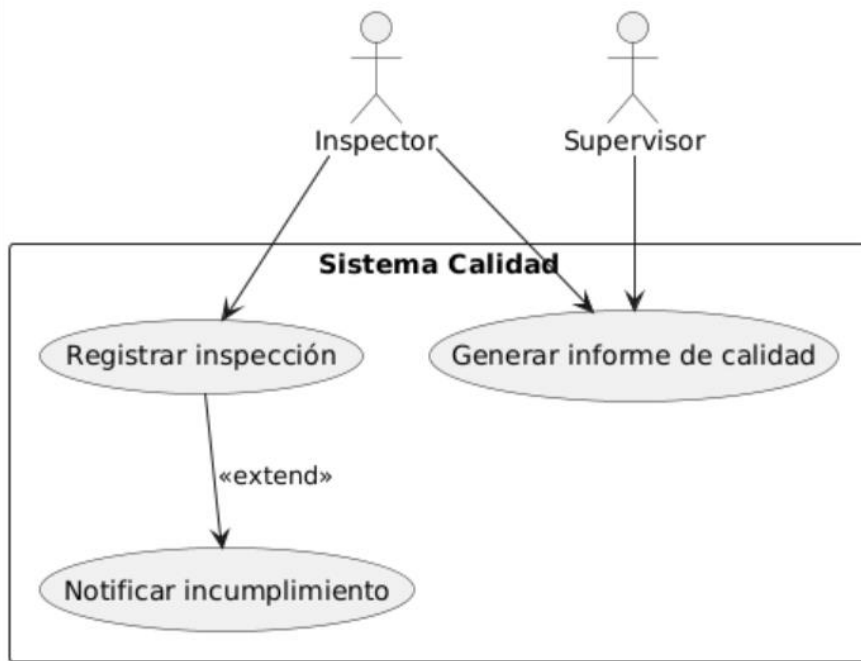 Inspector
Supervisor
Sistema Calidad
Registrar inspección
Generar informe de calidad
«extend»
Notificar incumplimiento